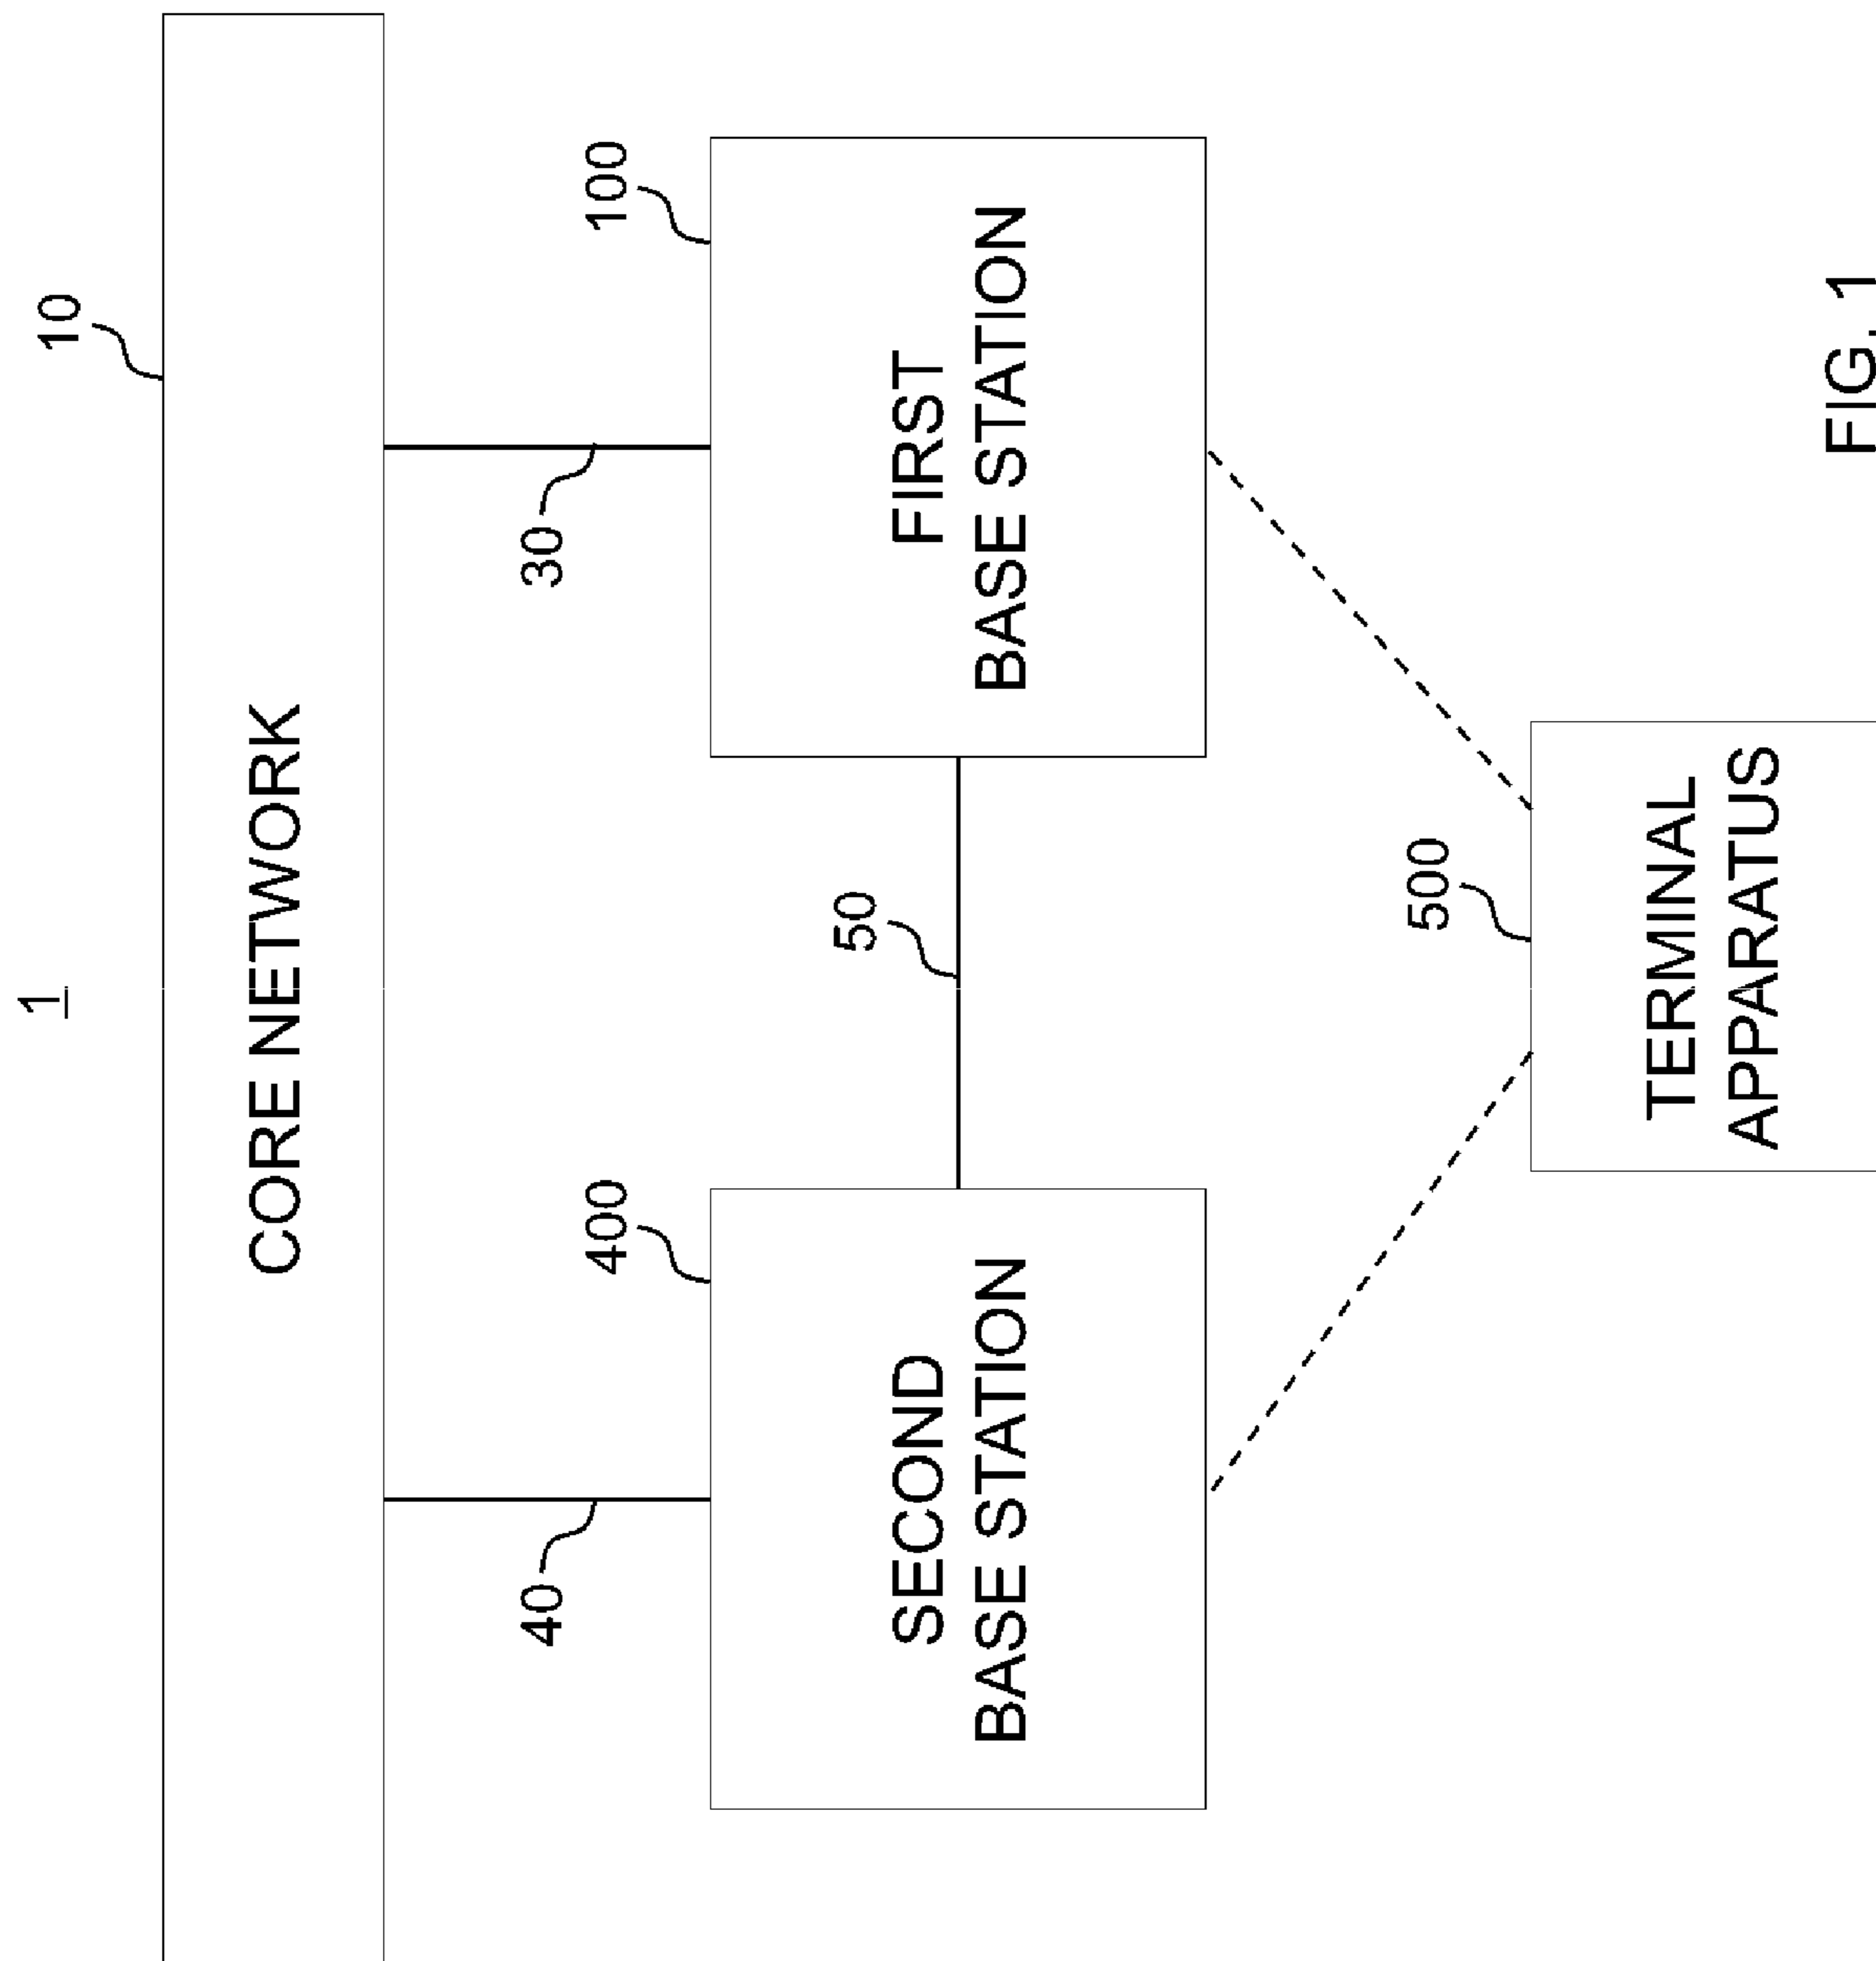 1
10
CORE NETWORK
40
30
400
100
SECOND
BASE STATION
50
FIRST
BASE STATION
500
TERMINAL
APPARATUS
FIG. 1